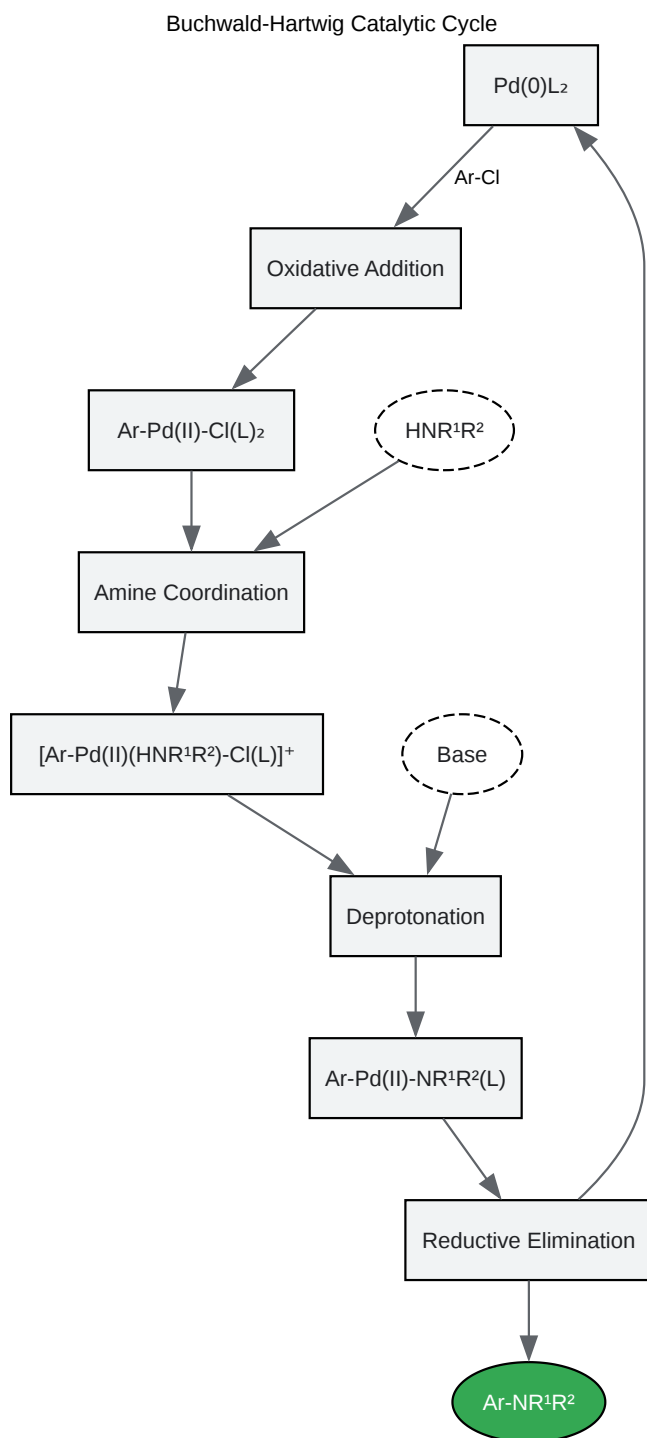 Buchwald-Hartwig Catalytic Cycle
Pd(0)L₂
Ar-Cl
Oxidative Addition
Ar-Pd(II)-Cl(L)₂
HNR¹R²
Amine Coordination
[Ar-Pd(II)(HNR¹R²)-Cl(L)]⁺
Base
Deprotonation
Ar-Pd(II)-NR¹R²(L)
Reductive Elimination
Ar-NR¹R²